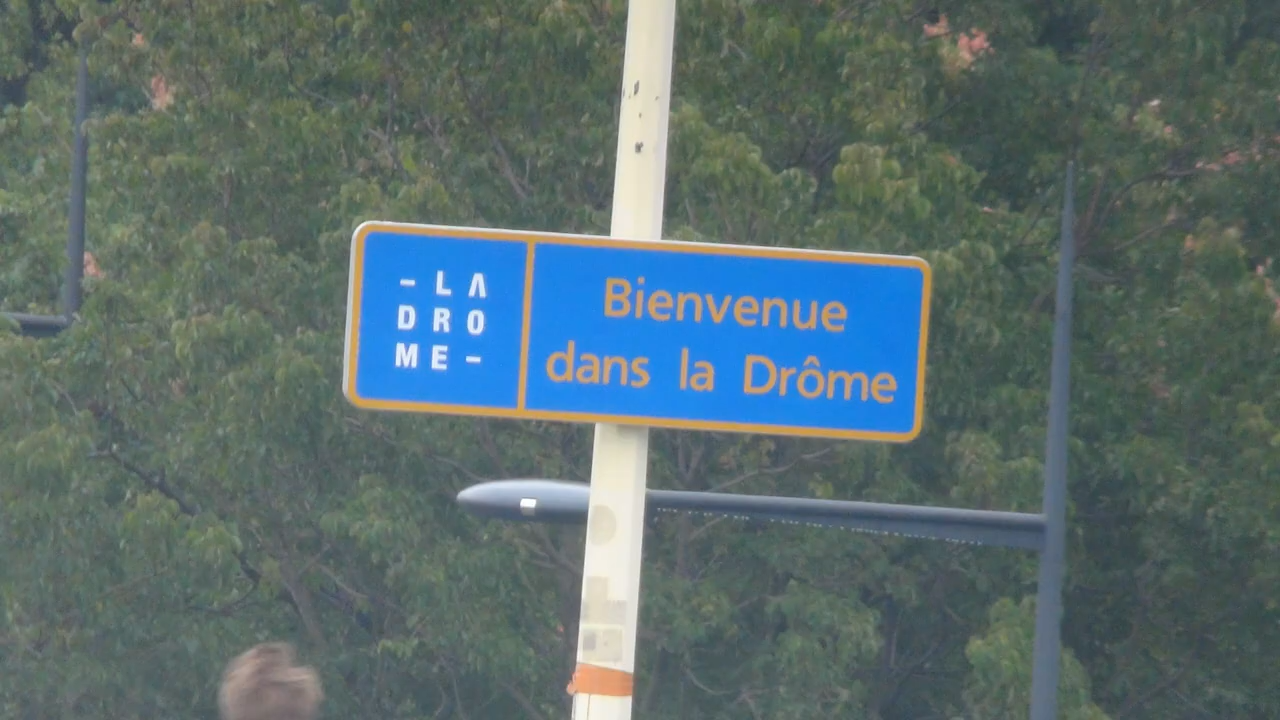 – LA
DRO
ME –
Bienvenue
dans la Drôme